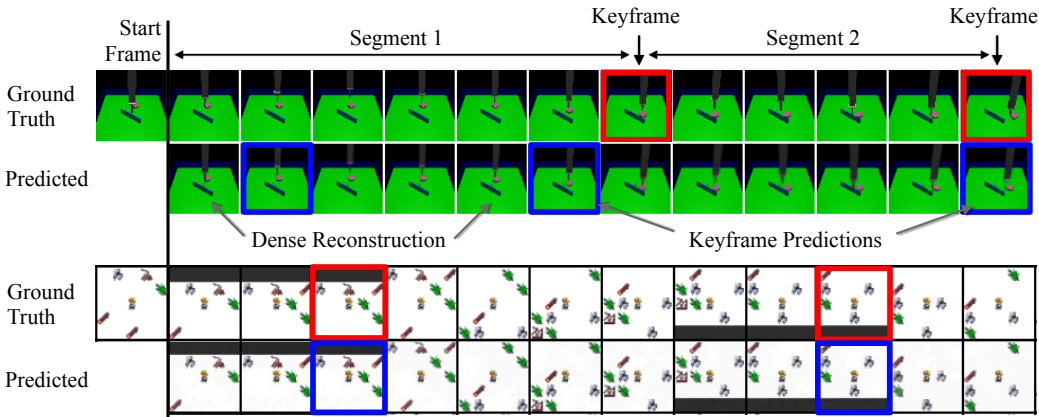 Keyframe
Keyframe
Start
Frame
Segment 1
Segment 2
Ground
Truth
Predicted
Dense Reconstruction
Keyframe Predictions
Ground
Truth
Predicted